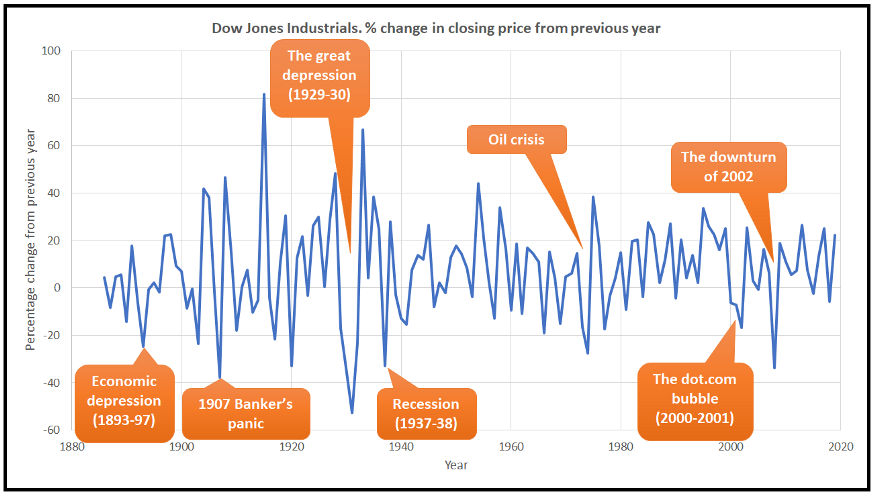 Dow Jones Industrials. % change in closing price from previous year
Percentage change from previous year
100
80
60
40
20
0
-20
-40
-60
The great
depression
(1929-30)
Oil crisis
The downturn
of 2002
Economic
depression
(1893-97)
1907 Banker's
panic
Recession
(1937-38)
The dot.com
bubble
(2000-2001)
1880
1900
1920
1940
1960
1980
2000
2020
Year